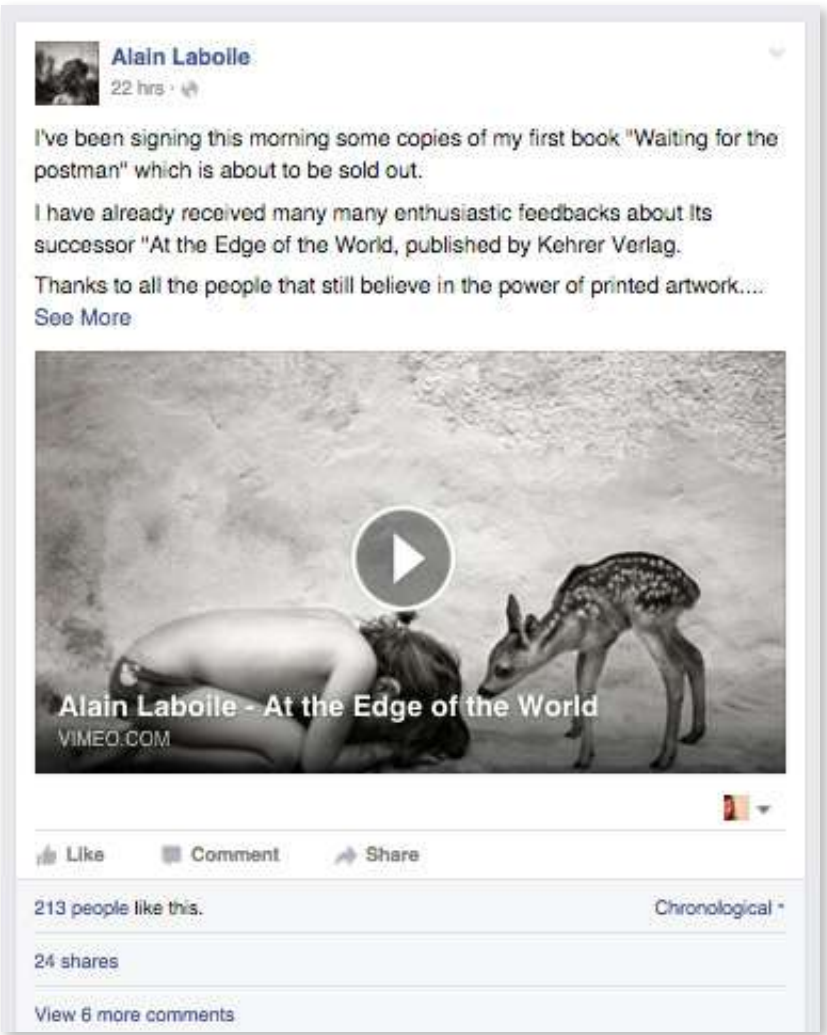 Alain Laboile
22 hrs ·
I've been signing this morning some copies of my first book "Waiting for the
postman" which is about to be sold out.
I have already received many many enthusiastic feedbacks about Its
successor "At the Edge of the World, published by Kehrer Verlag.
Thanks to all the people that still believe in the power of printed artwork....
See More
Alain Laboile - At the Edge of the World
VIMEO.COM
Like Comment Share
213 people like this. Chronological
24 shares
View 6 more comments